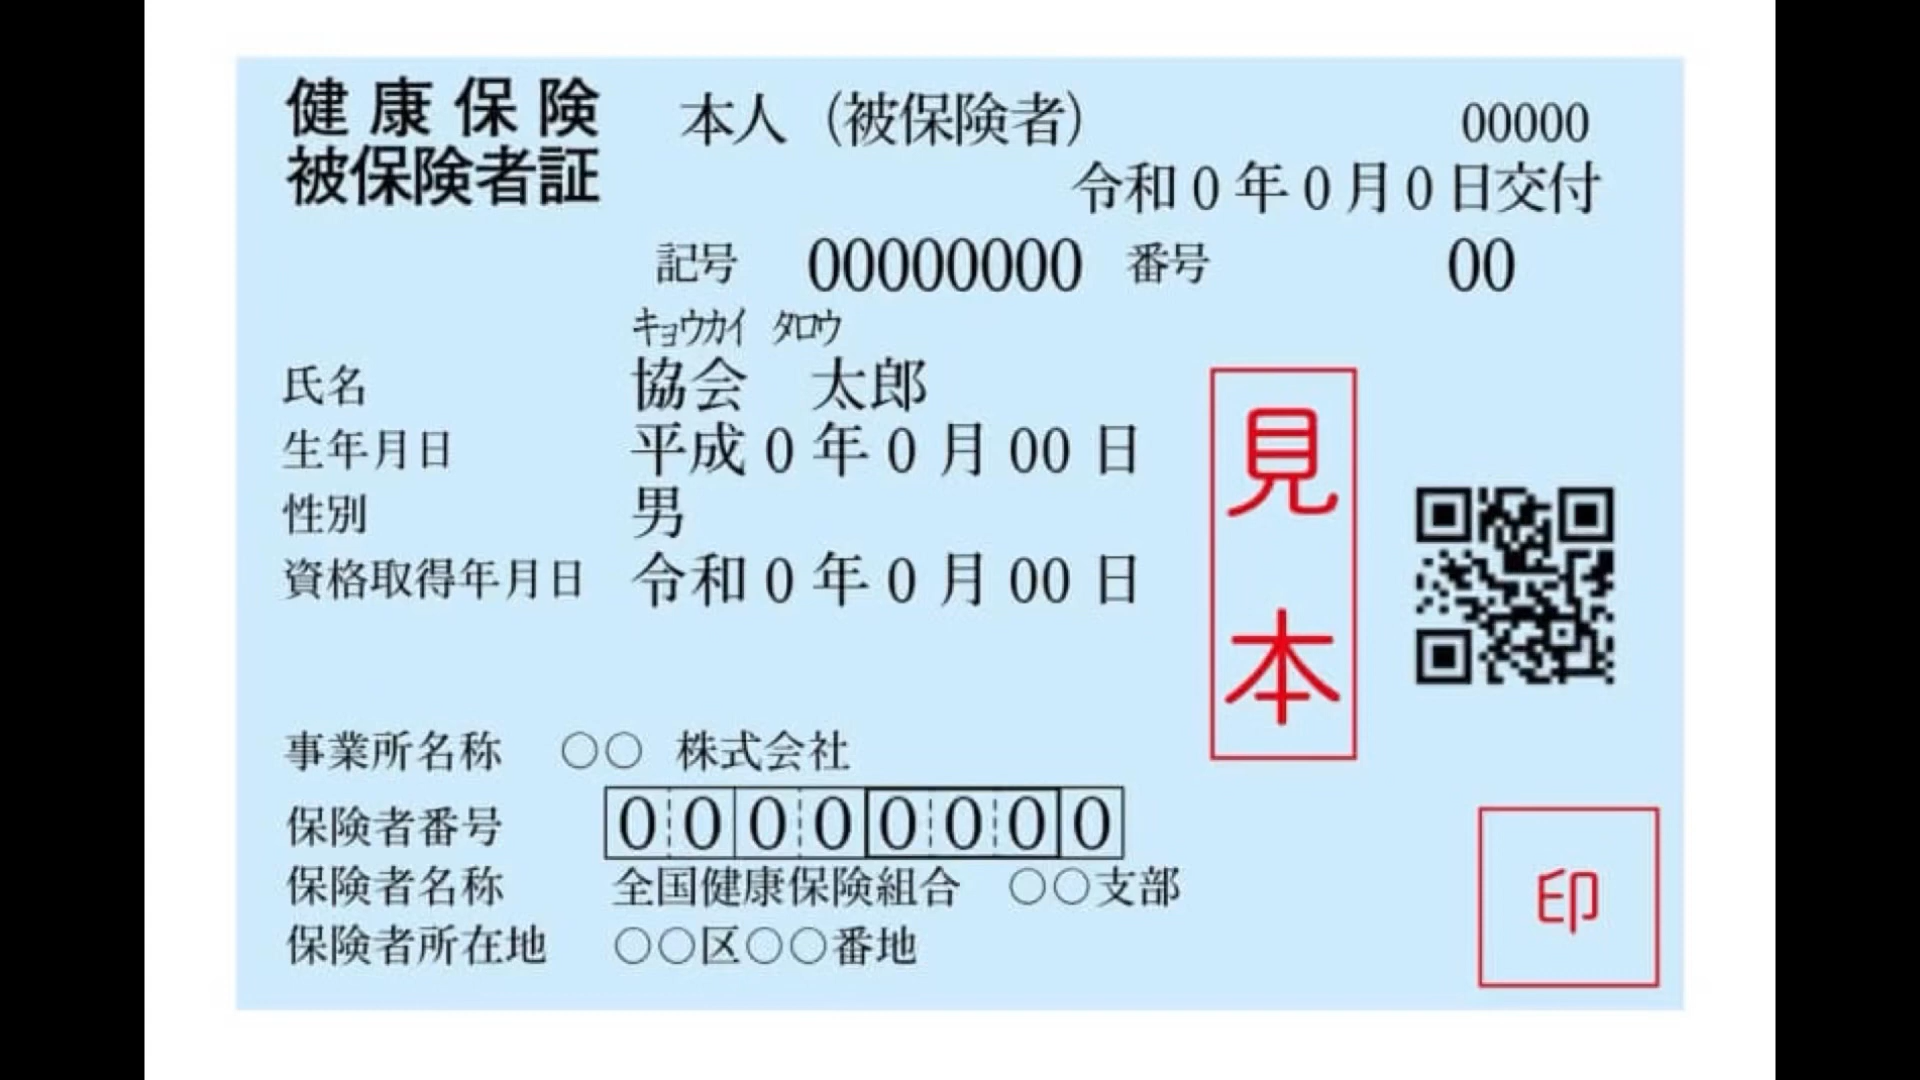 健康保険 本人（被保険者） 00000
被保険者証 令和0年0月0日交付
記号 00000000 番号 00
ｷｮｳｶｲ ﾀﾛｳ
氏名 協会 太郎
生年月日 平成0年0月00日
性別 男
資格取得年月日 令和0年0月00日
見本
事業所名称 ○○ 株式会社
保険者番号 00000000
保険者名称 全国健康保険組合 ○○支部
保険者所在地 ○○区○○番地
印